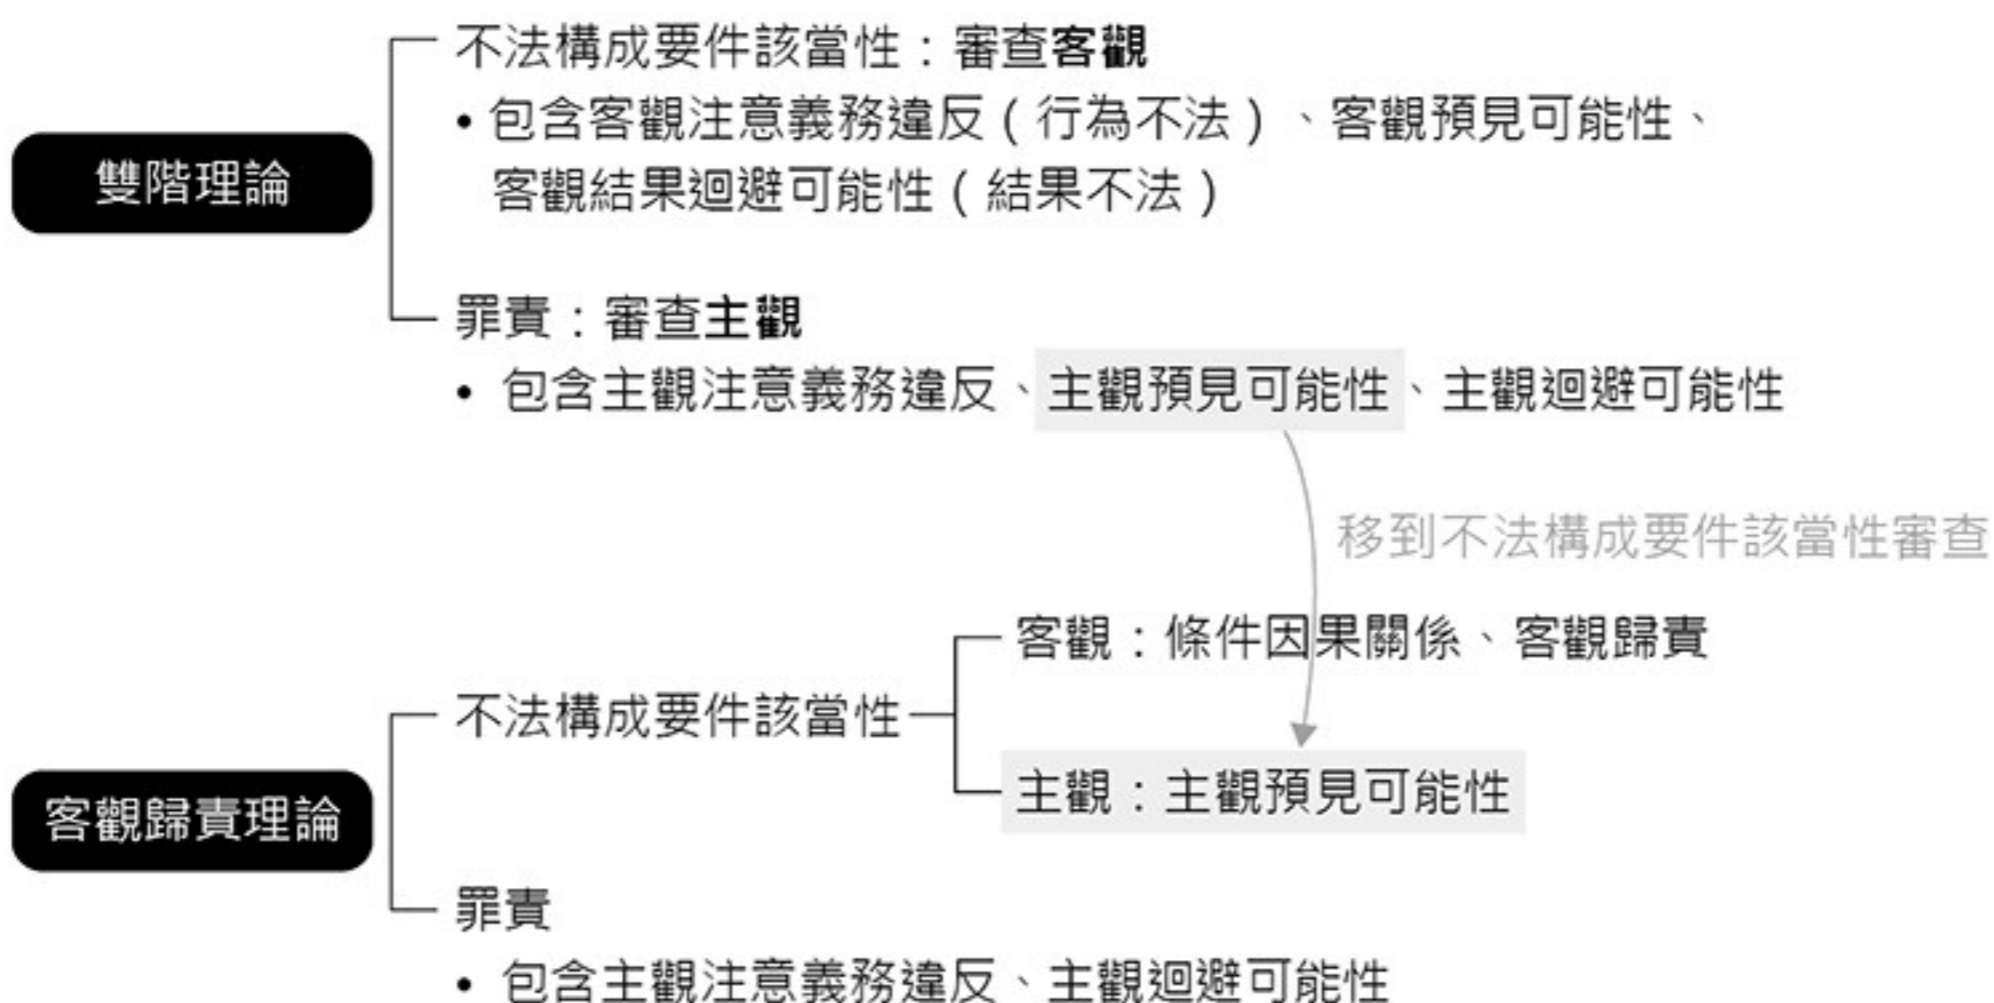 雙階理論
不法構成要件該當性：審查客觀
• 包含客觀注意義務違反（行為不法）、客觀預見可能性、
客觀結果迴避可能性（結果不法）
罪責：審查主觀
• 包含主觀注意義務違反、主觀預見可能性、主觀迴避可能性
移到不法構成要件該當性審查
客觀歸責理論
不法構成要件該當性
客觀：條件因果關係、客觀歸責
主觀：主觀預見可能性
罪責
• 包含主觀注意義務違反、主觀迴避可能性